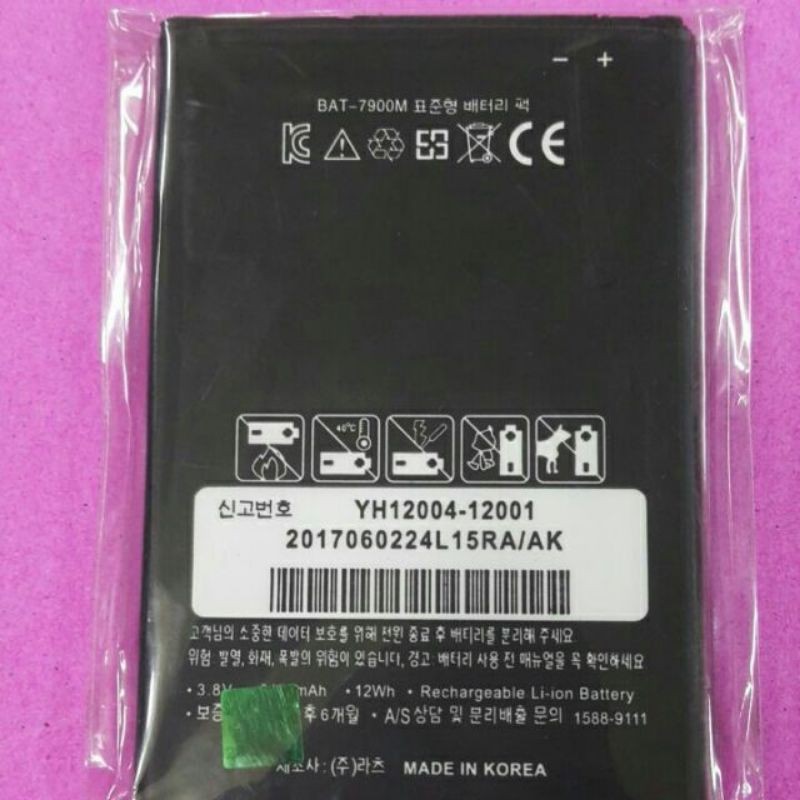 − +
BAT-7900M 표준형 배터리 팩
CE
40℃
신고번호 YH12004-12001
2017060224L15RA/AK
고객님의 소중한 데이터 보호를 위해 전원 종료 후 배터리를 분리해 주세요.
위험: 발열, 화재, 폭발의 위험이 있습니다, 경고: 배터리 사용 전 매뉴얼을 꼭 확인하세요
• 3.8V mAh • 12Wh • Rechargeable Li-ion Battery
• 후 6개월 • A/S 상담 및 분리배출 문의 1588-9111
제조사 : (주)라츠 MADE IN KOREA